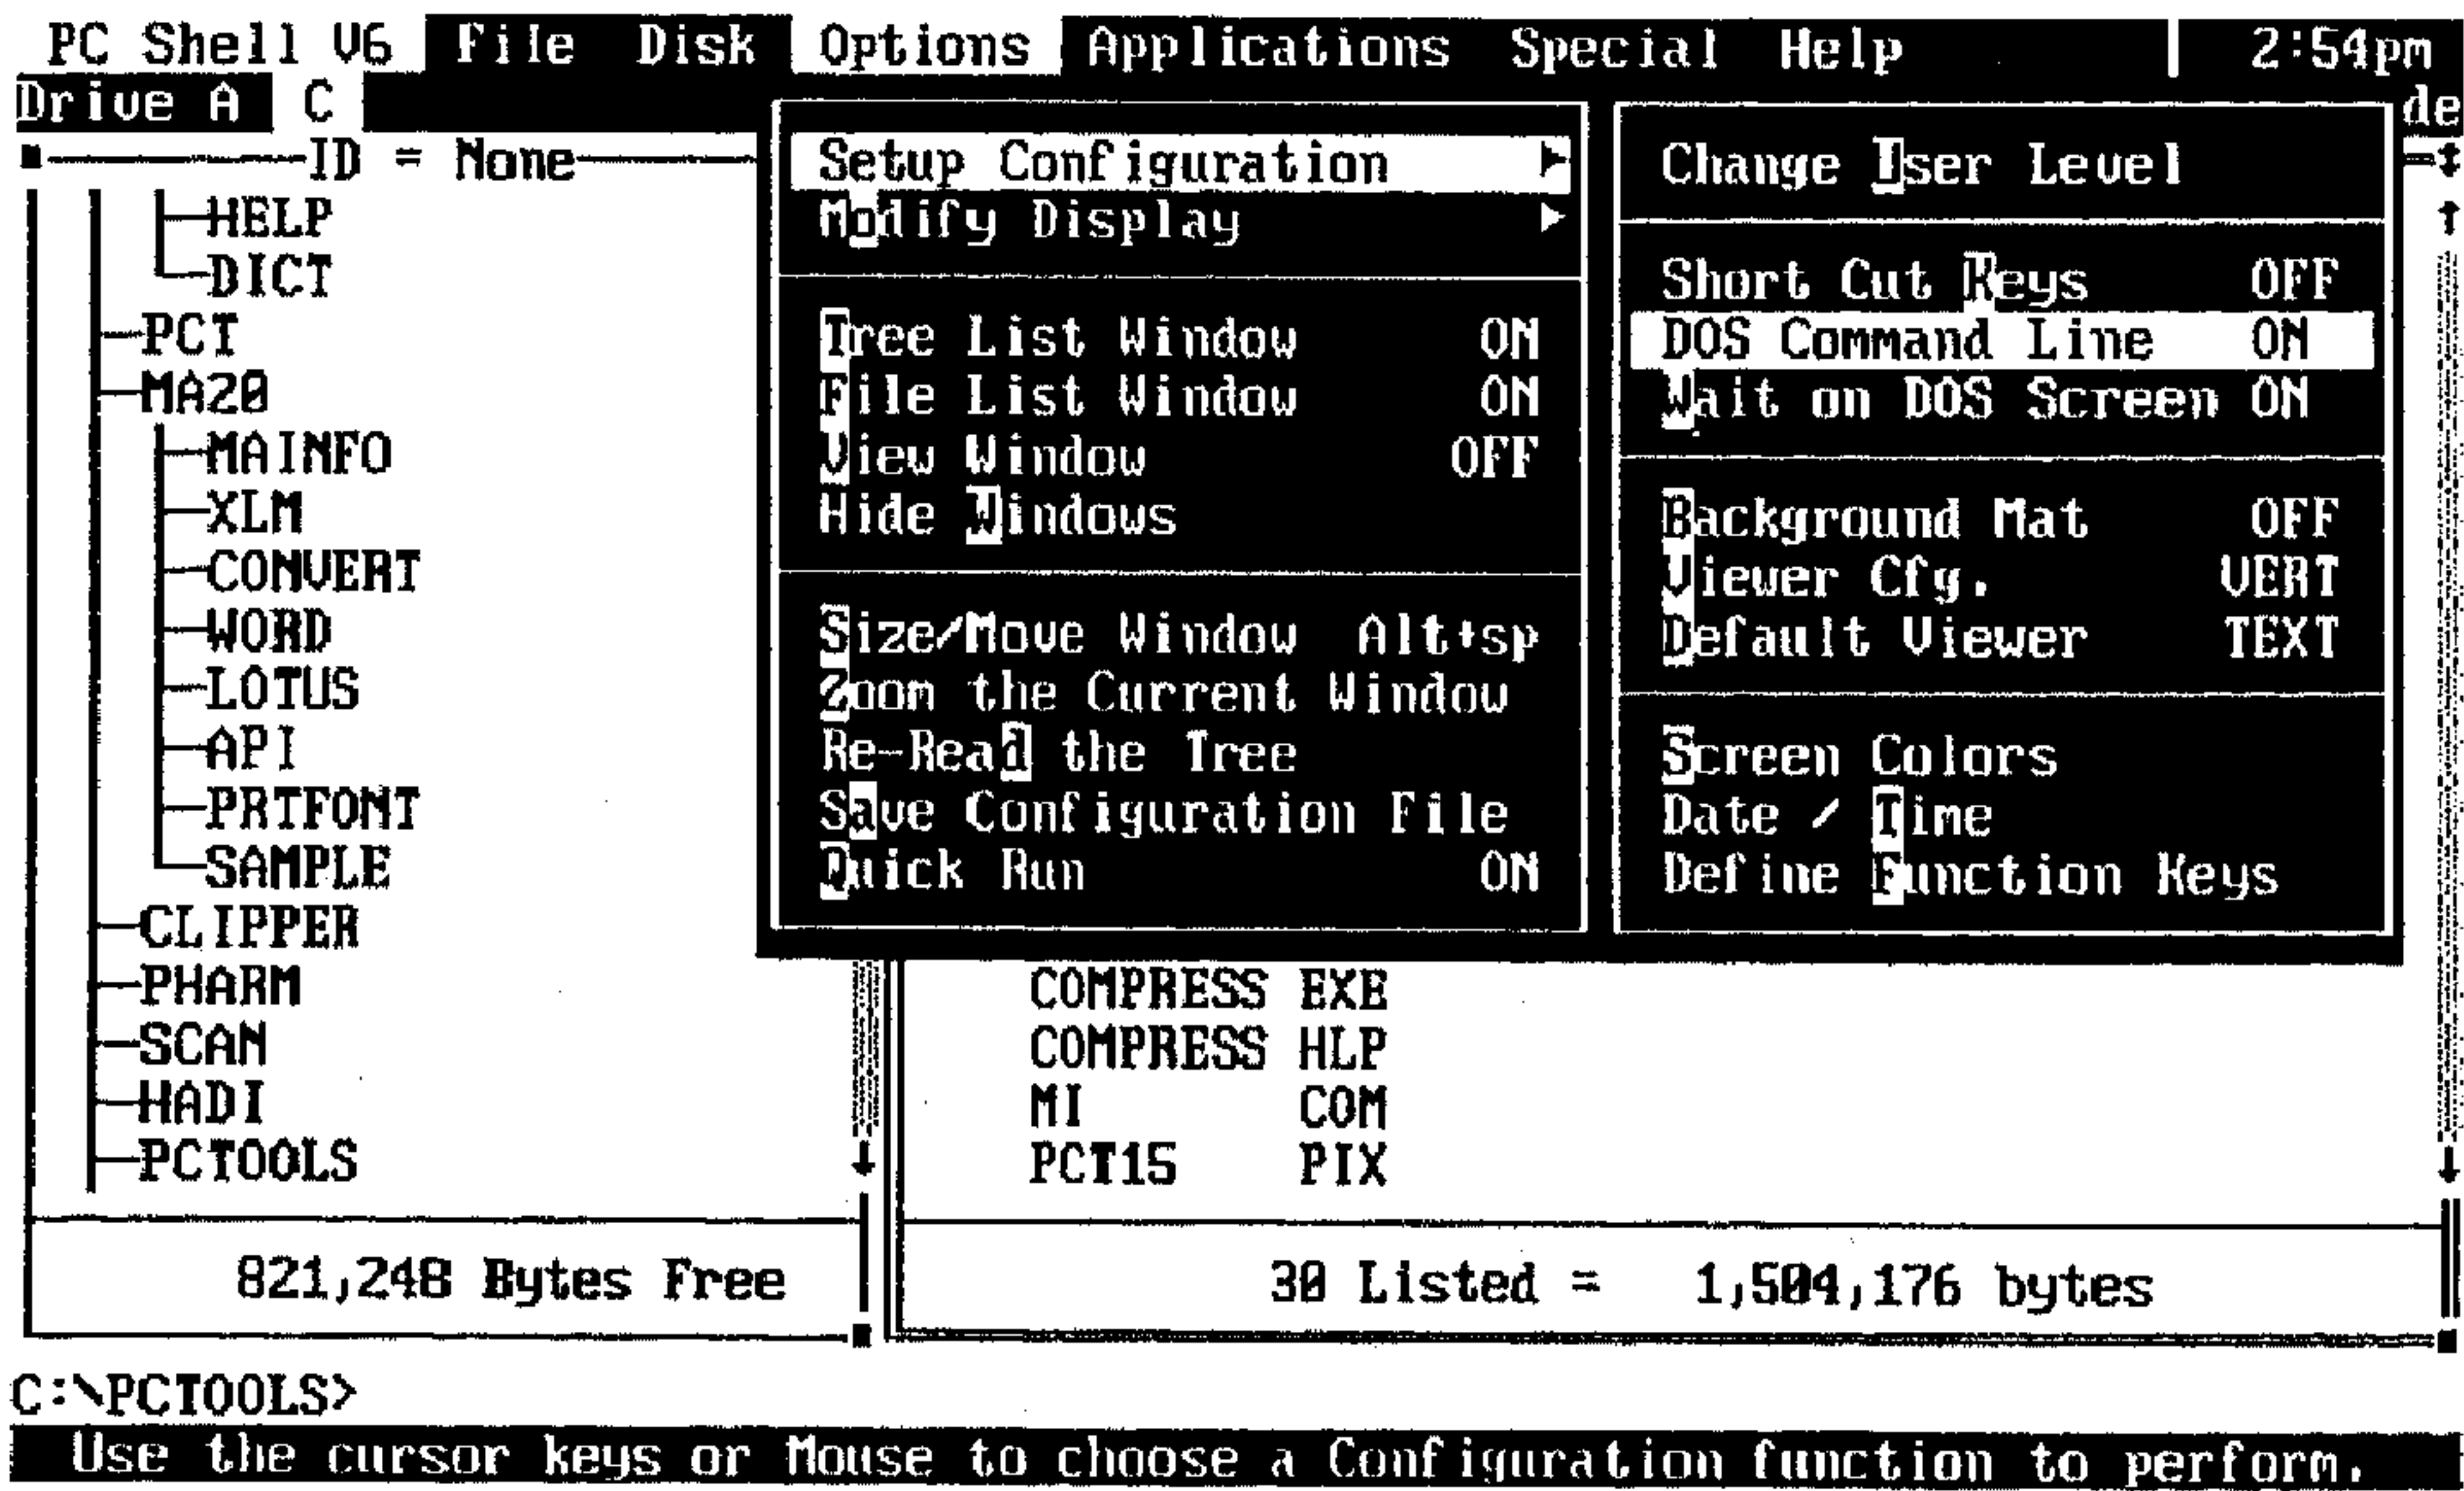 PC Shell V6 File Disk Options Applications Special Help 2:54pm
Drive A C de
ID = None
HELP
DICT
PCT
MA20
MAINFO
XLM
CONVERT
WORD
LOTUS
API
PRTFONT
SAMPLE
CLIPPER
PHARM
SCAN
HADI
PCTOOLS
821,248 Bytes Free
Setup Configuration
Modify Display
Tree List Window ON
File List Window ON
View Window OFF
Hide Windows
Size/Move Window Alt+sp
Zoom the Current Window
Re-Read the Tree
Save Configuration File
Quick Run ON
Change User Level
Short Cut Keys OFF
DOS Command Line ON
Wait on DOS Screen ON
Background Mat OFF
Viewer Cfg. VERT
Default Viewer TEXT
Screen Colors
Date / Time
Define Function Keys
COMPRESS EXE
COMPRESS HLP
MI COM
PCT15 PIX
30 Listed = 1,504,176 bytes
C:\PCTOOLS>
Use the cursor keys or Mouse to choose a Configuration function to perform.